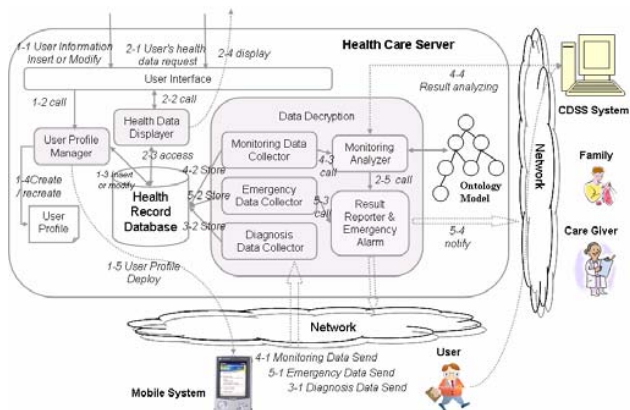 1-1 User Information
Insert or Modify
2-1 User's health
data request
2-4 display
Health Care Server
User Interface
4-4
Result analyzing
CDSS System
1-2 call
2-2 call
Health Data
Displayer
Data Decryption
User Profile
Manager
2-3 access
Monitoring Data
Collector
4-3
call
Monitoring
Analyzer
Network
Family
1-3 Insert
or modify
4-2 Store
2-5 call
Ontology
Model
1-4Create
/ recreate
Health
Record
Database
5-2 Store
Emergency
Data Collector
5-3
call
Result
Reporter &
Emergency
Alarm
Care Giver
User
Profile
3-2 Store
Diagnosis
Data Collector
5-4
notify
1-5 User Profile
Deploy
Network
User
4-1 Monitoring Data Send
5-1 Emergency Data Send
3-1 Diagnosis Data Send
Mobile System